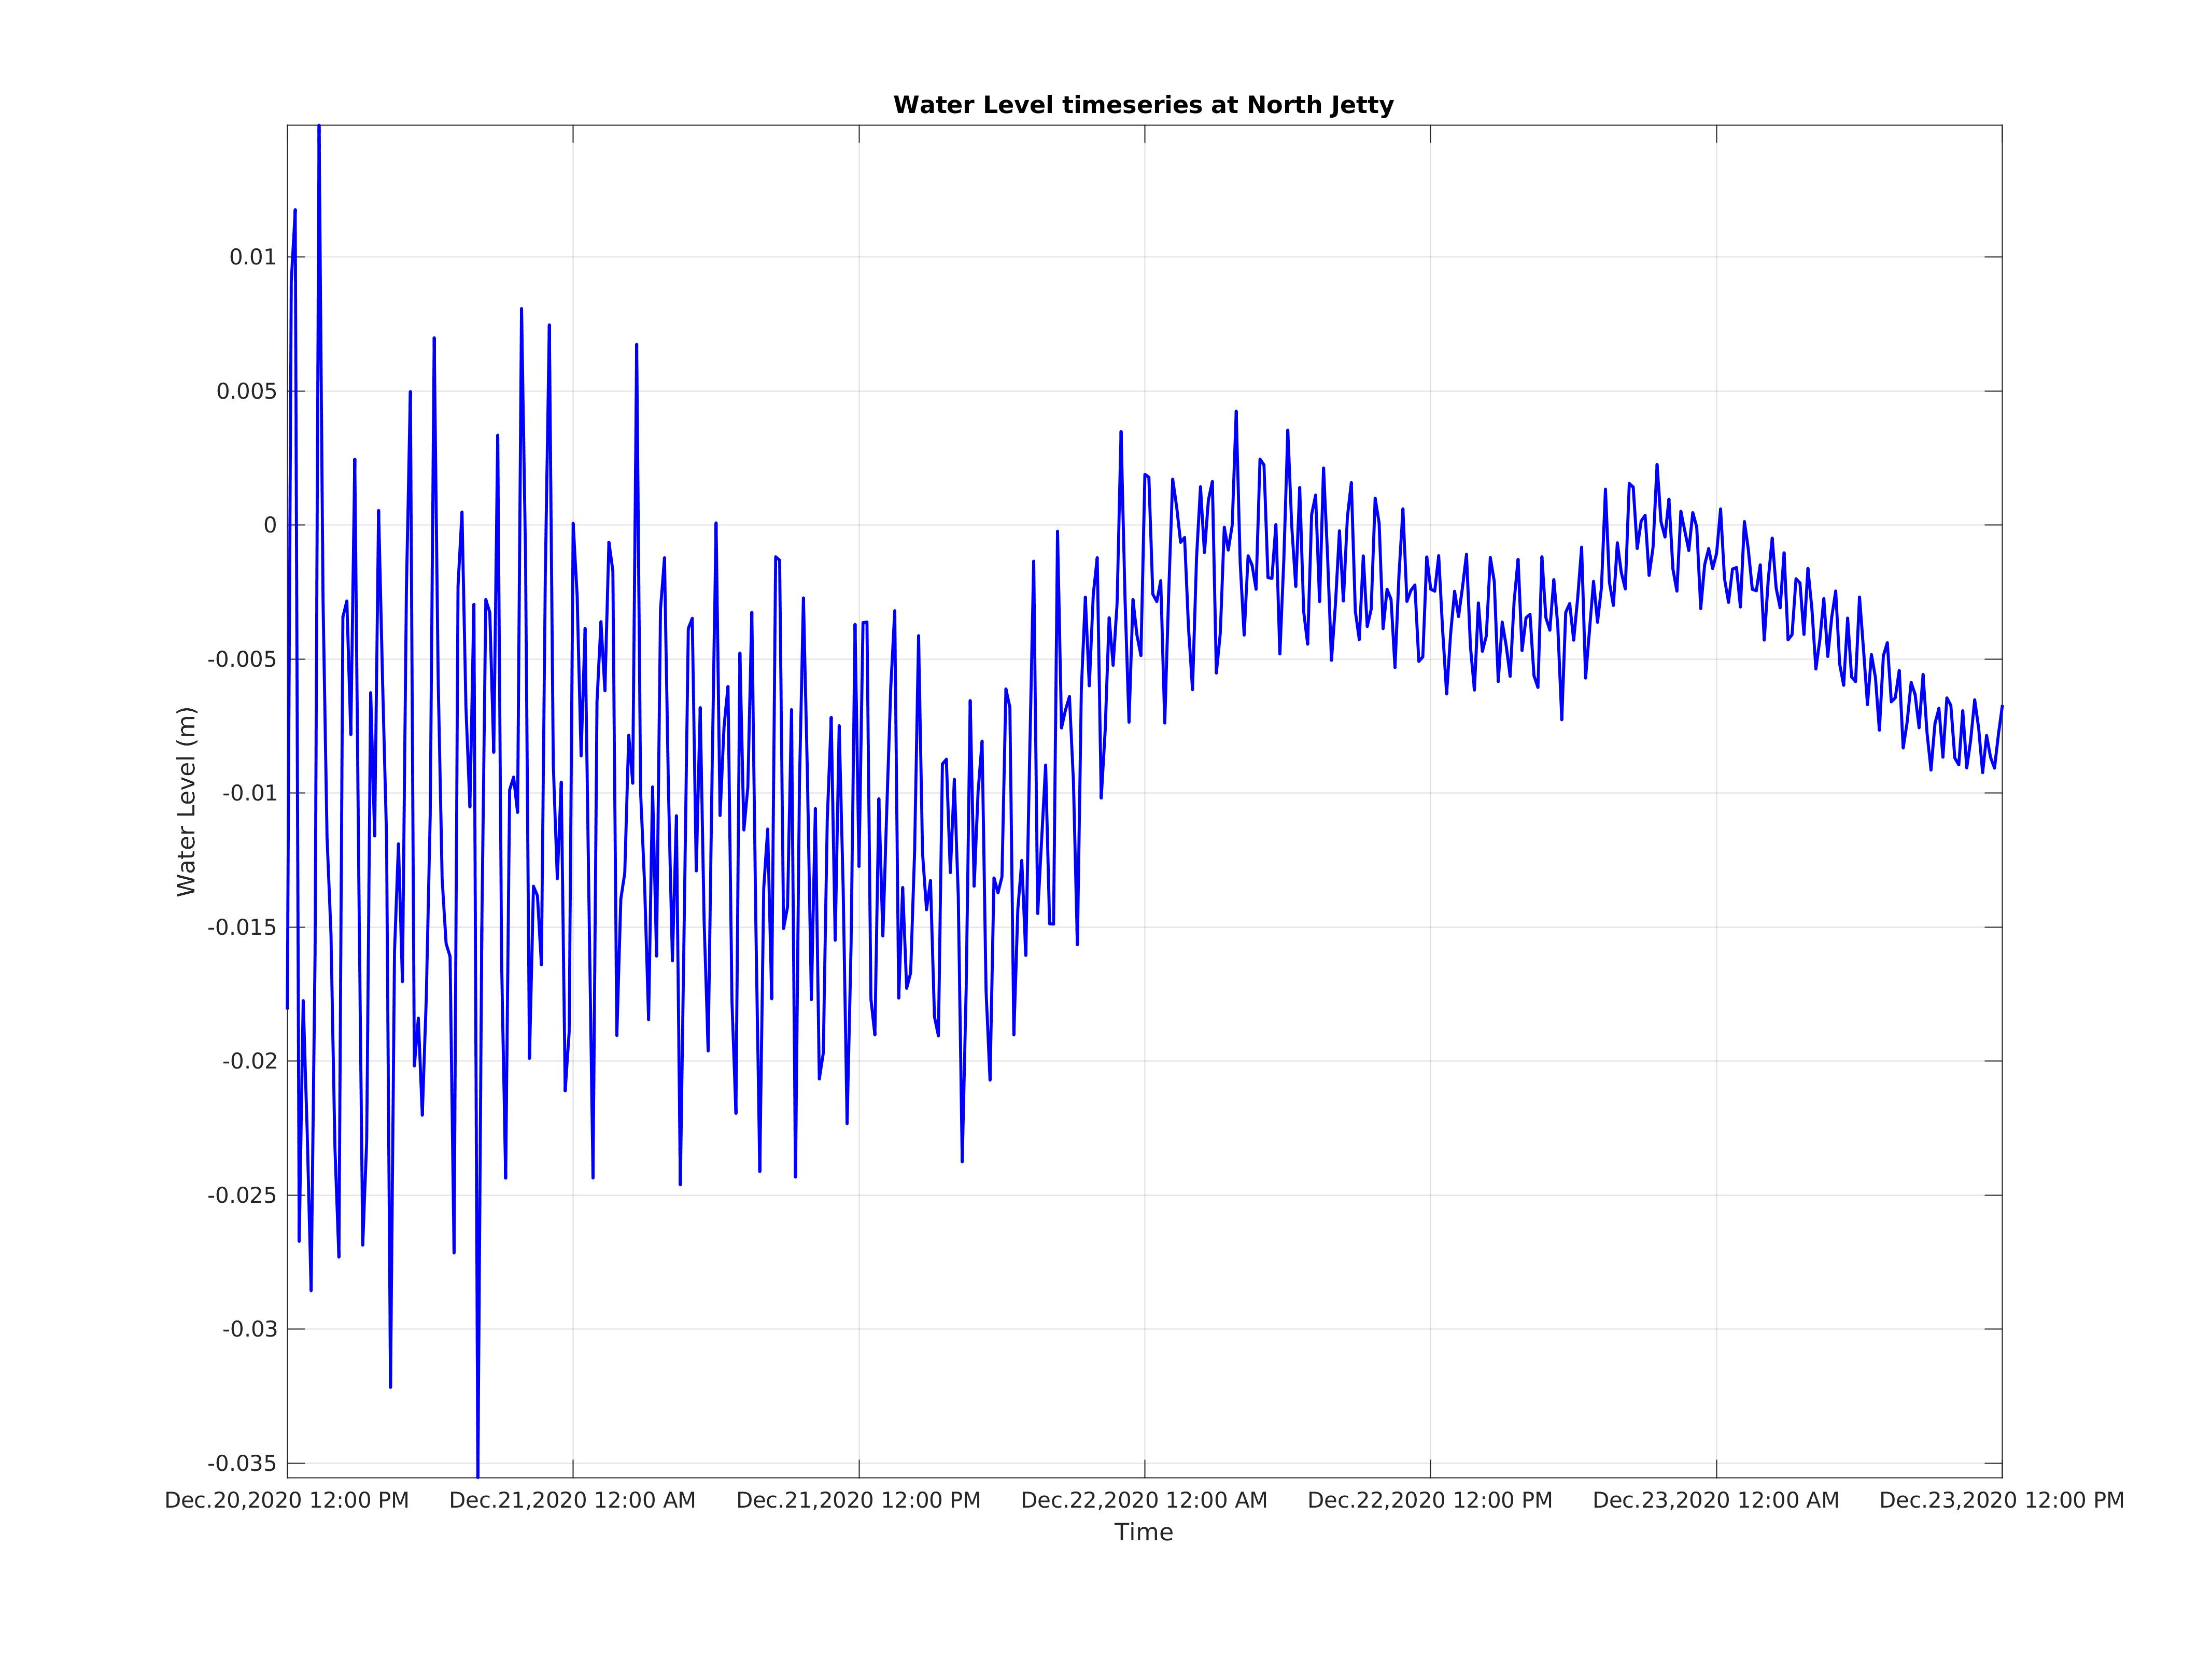 Water Level timeseries at North Jetty
0.01
0.005
0
-0.005
-0.01
-0.015
-0.02
-0.025
-0.03
-0.035
Water Level (m)
Dec.20,2020 12:00 PM Dec.21,2020 12:00 AM Dec.21,2020 12:00 PM Dec.22,2020 12:00 AM Dec.22,2020 12:00 PM Dec.23,2020 12:00 AM Dec.23,2020 12:00 PM
Time